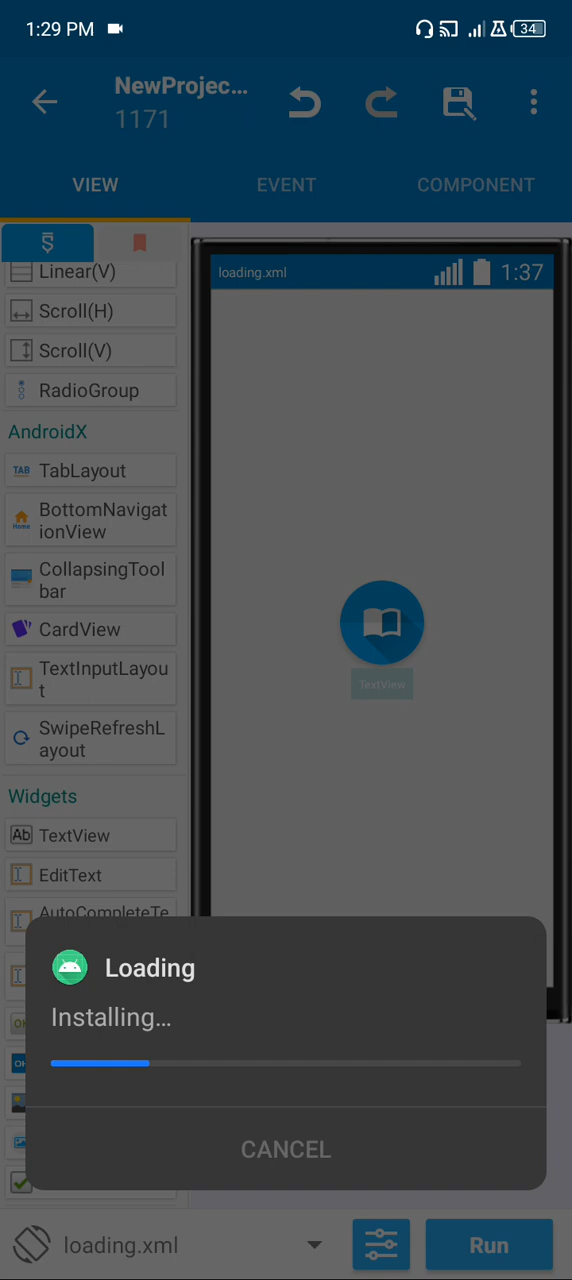 1:29 PM
34
NewProjec...
1171
VIEW
EVENT
COMPONENT
Linear(V)
loading.xml
1:37
Scroll(H)
Scroll(V)
RadioGroup
AndroidX
TAB
TabLayout
BottomNavigat
ionView
Home
CollapsingTool
bar
CardView
TextInputLayou
t
TextView
SwipeRefreshL
ayout
Widgets
Ab TextView
EditText
AutoCompleteTe
Loading
Installing...
CANCEL
loading.xml
Run